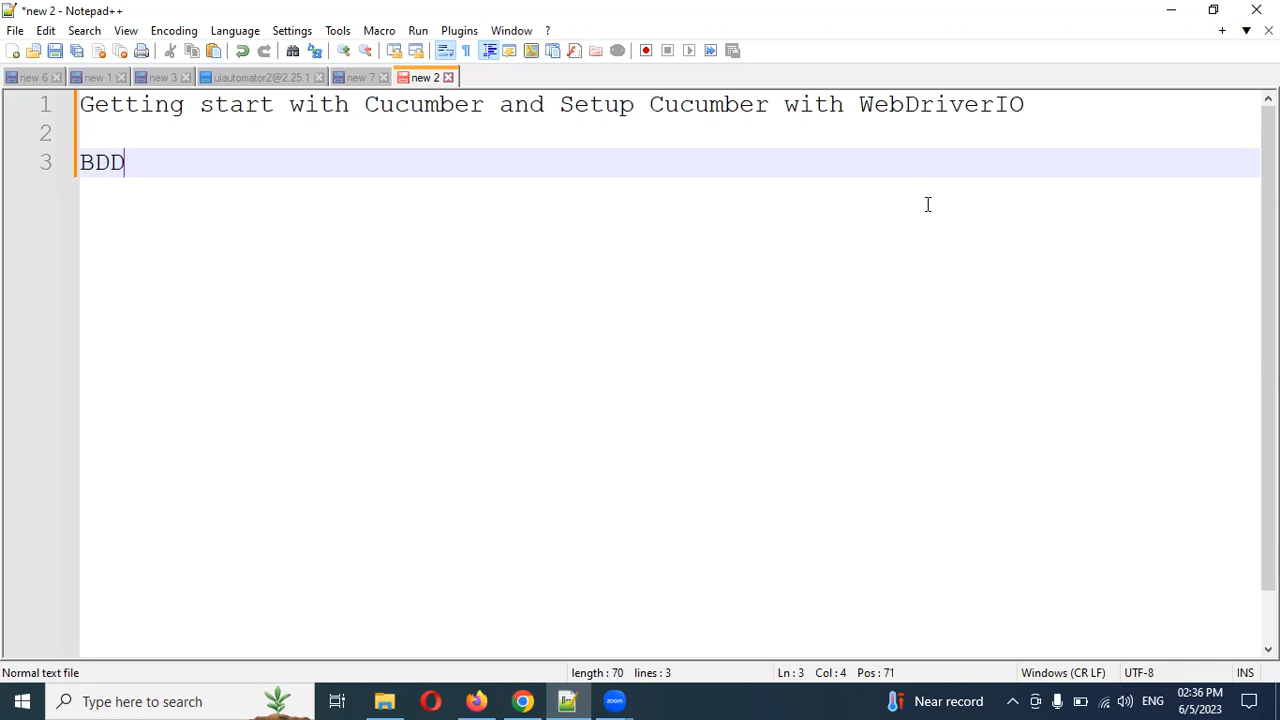 *new 2 - Notepad++
File Edit Search View Encoding Language Settings Tools Macro Run Plugins Window ?
new 6 new 1 new 3 uiautomator2@2.25.1 new 7 new 2
1 Getting start with Cucumber and Setup Cucumber with WebDriverIO
2
3 BDD
Normal text file length : 70 lines : 3 Ln : 3 Col : 4 Pos : 71 Windows (CR LF) UTF-8 INS
Type here to search zoom Near record ENG 02:36 PM
6/5/2023